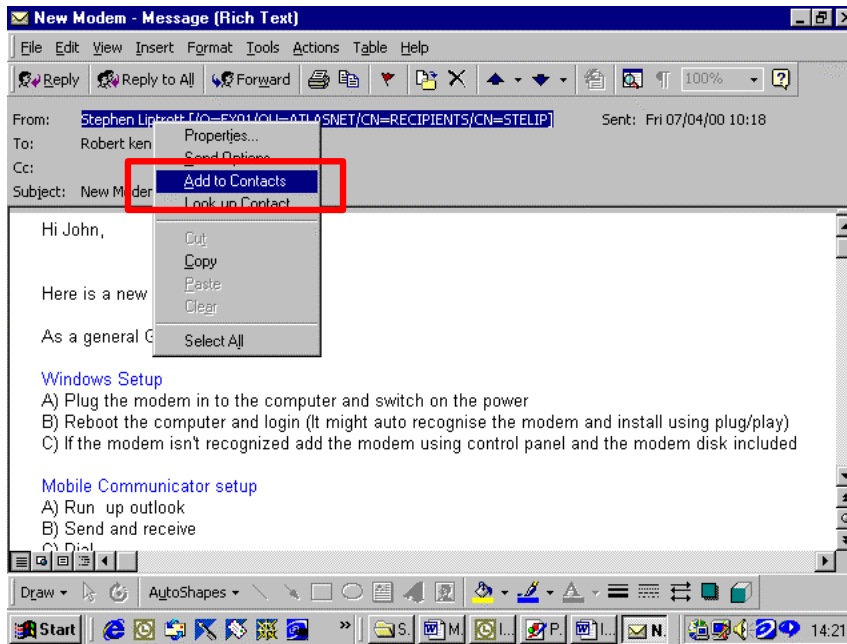 New Modem - Message (Rich Text)
File Edit View Insert Format Tools Actions Table Help
Reply Reply to All Forward 100%
From: Stephen Liptrott [/O=EX01/OU=ATLASNET/CN=RECIPIENTS/CN=STELIP] Sent: Fri 07/04/00 10:18
To: Robert ken
Cc:
Subject: New Modem
Properties...
Send Options
Add to Contacts
Look up Contact
Cut
Copy
Paste
Clear
Select All
Hi John,
Here is a new
As a general G
Windows Setup
A) Plug the modem in to the computer and switch on the power
B) Reboot the computer and login (It might auto recognise the modem and install using plug/play)
C) If the modem isn't recognized add the modem using control panel and the modem disk included
Mobile Communicator setup
A) Run up outlook
B) Send and receive
C) Dial
Draw AutoShapes
Start » S. M. I... P. I... N. 14:21